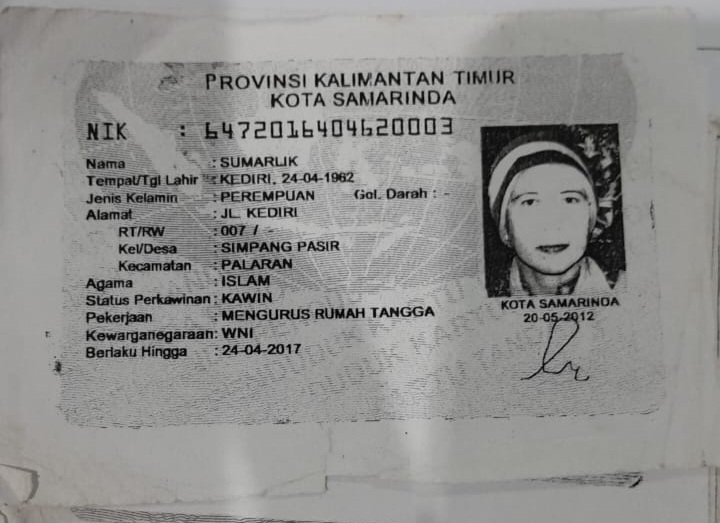 PROVINSI KALIMANTAN TIMUR
KOTA SAMARINDA
NIK : 6472016404620003
Nama : SUMARLIK
Tempat/Tgl Lahir : KEDIRI, 24-04-1962
Jenis Kelamin : PEREMPUAN Gol. Darah : -
Alamat : JL. KEDIRI
RT/RW : 007 / -
Kel/Desa : SIMPANG PASIR
Kecamatan : PALARAN
Agama : ISLAM
Status Perkawinan : KAWIN
Pekerjaan : MENGURUS RUMAH TANGGA
Kewarganegaraan : WNI
Berlaku Hingga : 24-04-2017
KOTA SAMARINDA
20-05-2012